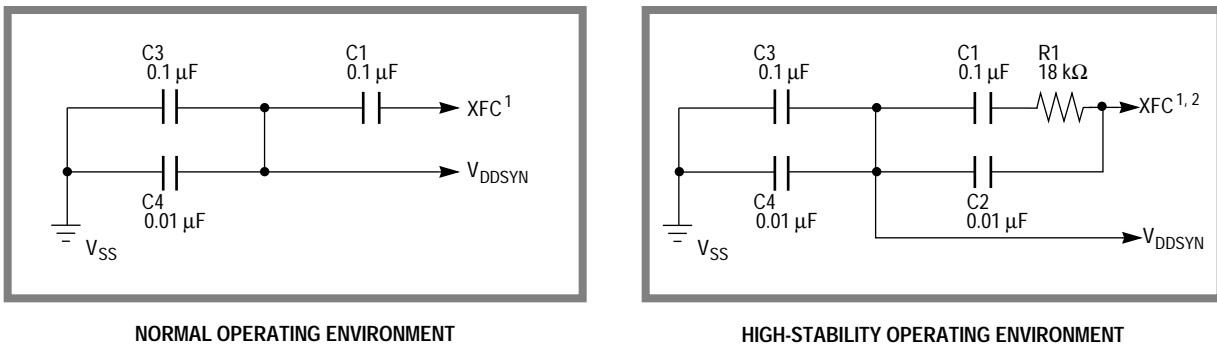 C3
0.1 μF
C1
0.1 μF
XFC1
C4
0.01 μF
VDDSYN
VSS
NORMAL OPERATING ENVIRONMENT
C3
0.1 μF
C1
0.1 μF
R1
18 kΩ
XFC1, 2
C4
0.01 μF
C2
0.01 μF
VDDSYN
VSS
HIGH-STABILITY OPERATING ENVIRONMENT